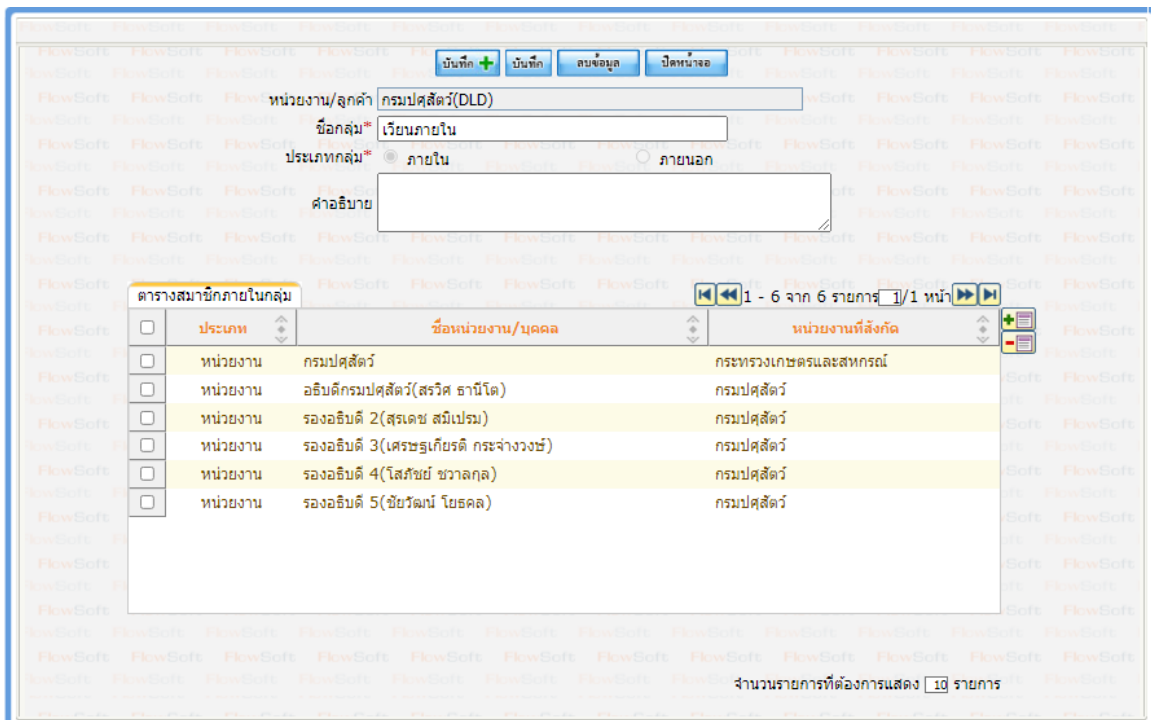 บันทึก บันทึก ลบข้อมูล ปิดหน้าจอ
หน่วยงาน/ลูกค้า กรมปศุสัตว์(DLD)
ชื่อกลุ่ม* เวียนภายใน
ประเภทกลุ่ม* ภายใน ภายนอก
คำอธิบาย
ตารางสมาชิกภายในกลุ่ม 1 - 6 จาก 6 รายการ 1/1 หน้า
ประเภท ชื่อหน่วยงาน/บุคคล หน่วยงานที่สังกัด
หน่วยงาน กรมปศุสัตว์ กระทรวงเกษตรและสหกรณ์
หน่วยงาน อธิบดีกรมปศุสัตว์(สรวิศ ธานีโต) กรมปศุสัตว์
หน่วยงาน รองอธิบดี 2(สุรเดช สมิเปรม) กรมปศุสัตว์
หน่วยงาน รองอธิบดี 3(เศรษฐเกียรติ กระจ่างวงษ์) กรมปศุสัตว์
หน่วยงาน รองอธิบดี 4(โสภัชย์ ชวาลกุล) กรมปศุสัตว์
หน่วยงาน รองอธิบดี 5(ชัยวัฒน์ โยธคล) กรมปศุสัตว์
จำนวนรายการที่ต้องการแสดง 10 รายการ